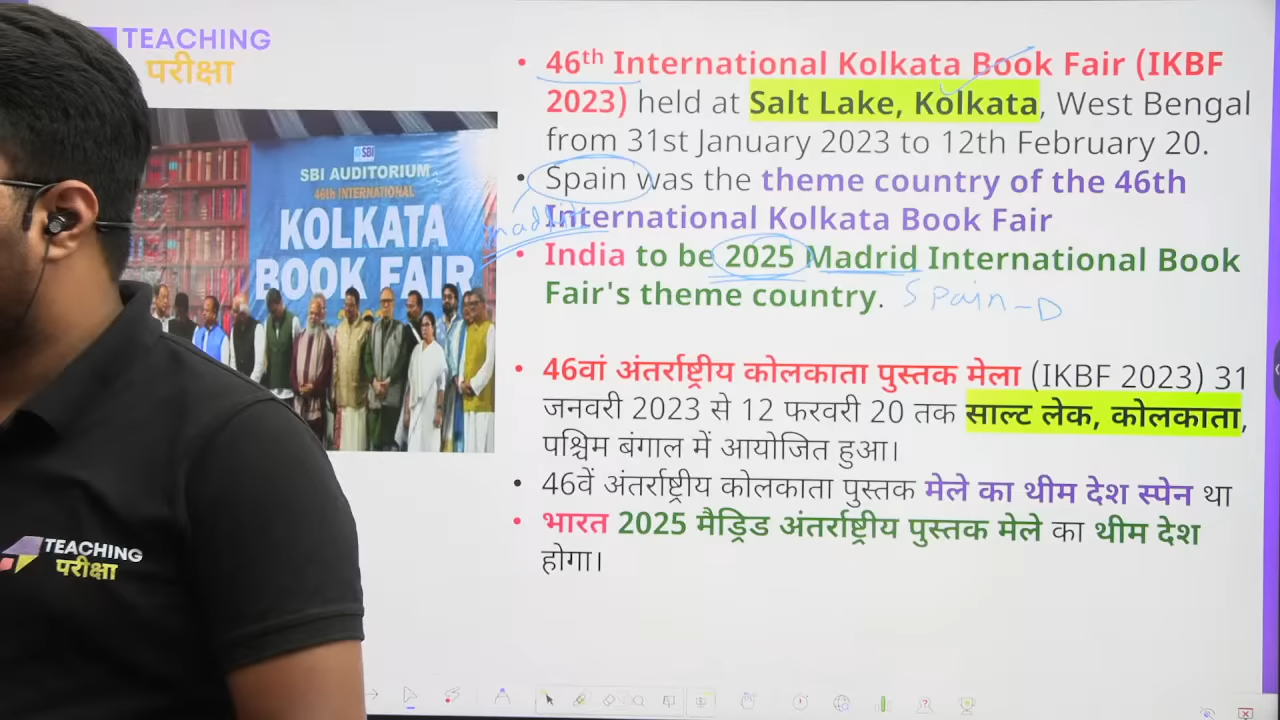 TEACHING
परीक्षा
SBI
SBI AUDITORIUM
46th INTERNATIONAL
KOLKATA
BOOK FAIR
• 46th International Kolkata Book Fair (IKBF
2023) held at Salt Lake, Kolkata, West Bengal
from 31st January 2023 to 12th February 20.
• Spain was the theme country of the 46th
madrid
International Kolkata Book Fair
• India to be 2025 Madrid International Book
Fair's theme country. Spain-D
• 46वां अंतर्राष्ट्रीय कोलकाता पुस्तक मेला (IKBF 2023) 31
जनवरी 2023 से 12 फरवरी 20 तक साल्ट लेक, कोलकाता,
पश्चिम बंगाल में आयोजित हुआ।
• 46वें अंतर्राष्ट्रीय कोलकाता पुस्तक मेले का थीम देश स्पेन था
• भारत 2025 मैड्रिड अंतर्राष्ट्रीय पुस्तक मेले का थीम देश
होगा।
TEACHING
परीक्षा